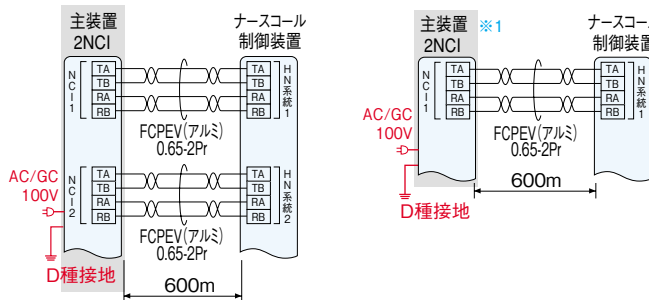 主装置
2NCI
ナースコール
制御装置
NCI1
TA
TB
RA
RB
TA
TB
RA
RB
HN系統1
FCPEV(アルミ)
0.65-2Pr
AC/GC
100V
NCI2
TA
TB
RA
RB
TA
TB
RA
RB
HN系統2
FCPEV(アルミ)
0.65-2Pr
D種接地
600m
主装置
2NCI
※1
ナースコール
制御装置
NCI1
TA
TB
RA
RB
TA
TB
RA
RB
HN系統1
AC/GC
100V
FCPEV(アルミ)
0.65-2Pr
600m
D種接地